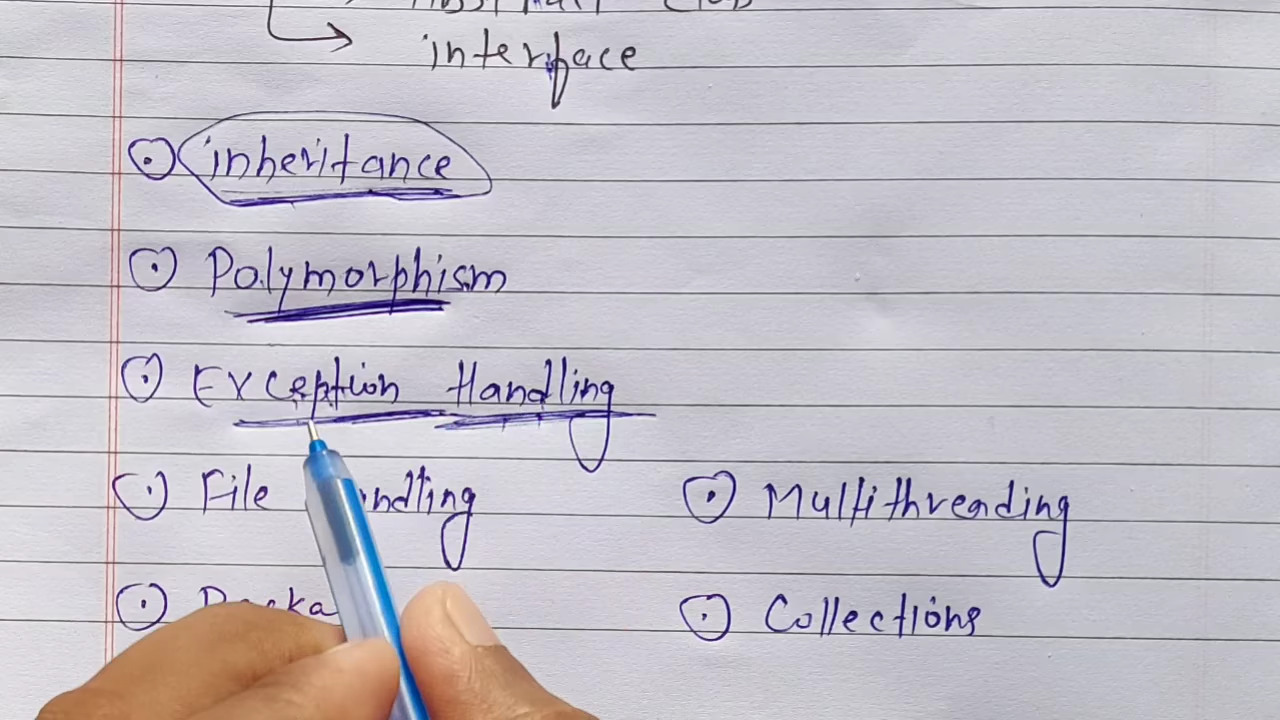 interface
inheritance
Polymorphism
Exception Handling
File
Multithreading
Collections